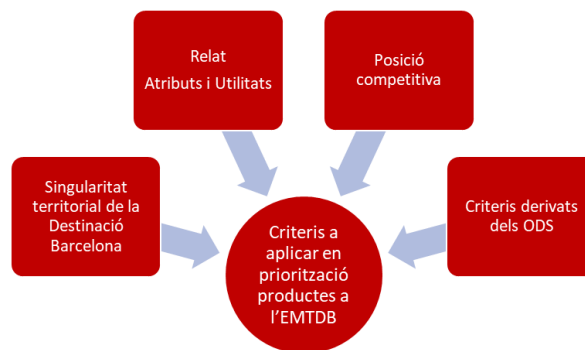 Relat
Atributs i Utilitats
Posició
competitiva
Singularitat
territorial de la
Destinació
Barcelona
Criteris derivats
dels ODS
Criteris a
aplicar en
priorització
productes a
l'EMTDB